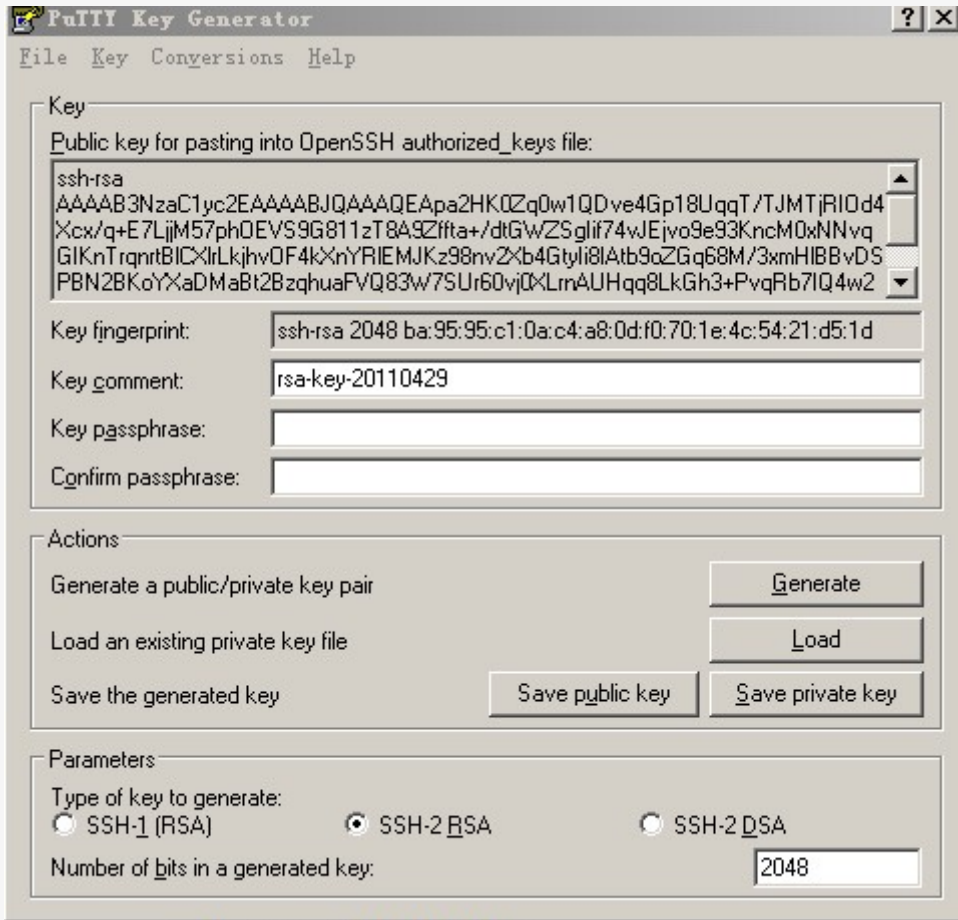 PuTTY Key Generator
File Key Conversions Help
Key
Public key for pasting into OpenSSH authorized_keys file:
ssh-rsa
AAAAB3NzaC1yc2EAAAABJQAAAQEApa2HK0Zq0w1QDve4Gp18UqqT/TJMTjRIOd4
Xcx/q+E7LjjM57phOEVS9G811zT8A9Zffta+/dtGWZSglif74wJEjvo9e93KncM0xNNvq
GIKnTrqnrtBICXlrLkjhvOF4kXnYRIEMJKz98nv2Xb4GtyIi8lAtb9oZGq68M/3xmHIBBvDS
PBN2BKoYXaDMaBt2BzqhuaFVQ83W7SUr60vj0XLrnAUHqq8LkGh3+PvqRb7IQ4w2
Key fingerprint: ssh-rsa 2048 ba:95:95:c1:0a:c4:a8:0d:f0:70:1e:4c:54:21:d5:1d
Key comment: rsa-key-20110429
Key passphrase:
Confirm passphrase:
Actions
Generate a public/private key pair Generate
Load an existing private key file Load
Save the generated key Save public key Save private key
Parameters
Type of key to generate:
SSH-1 (RSA) SSH-2 RSA SSH-2 DSA
Number of bits in a generated key: 2048